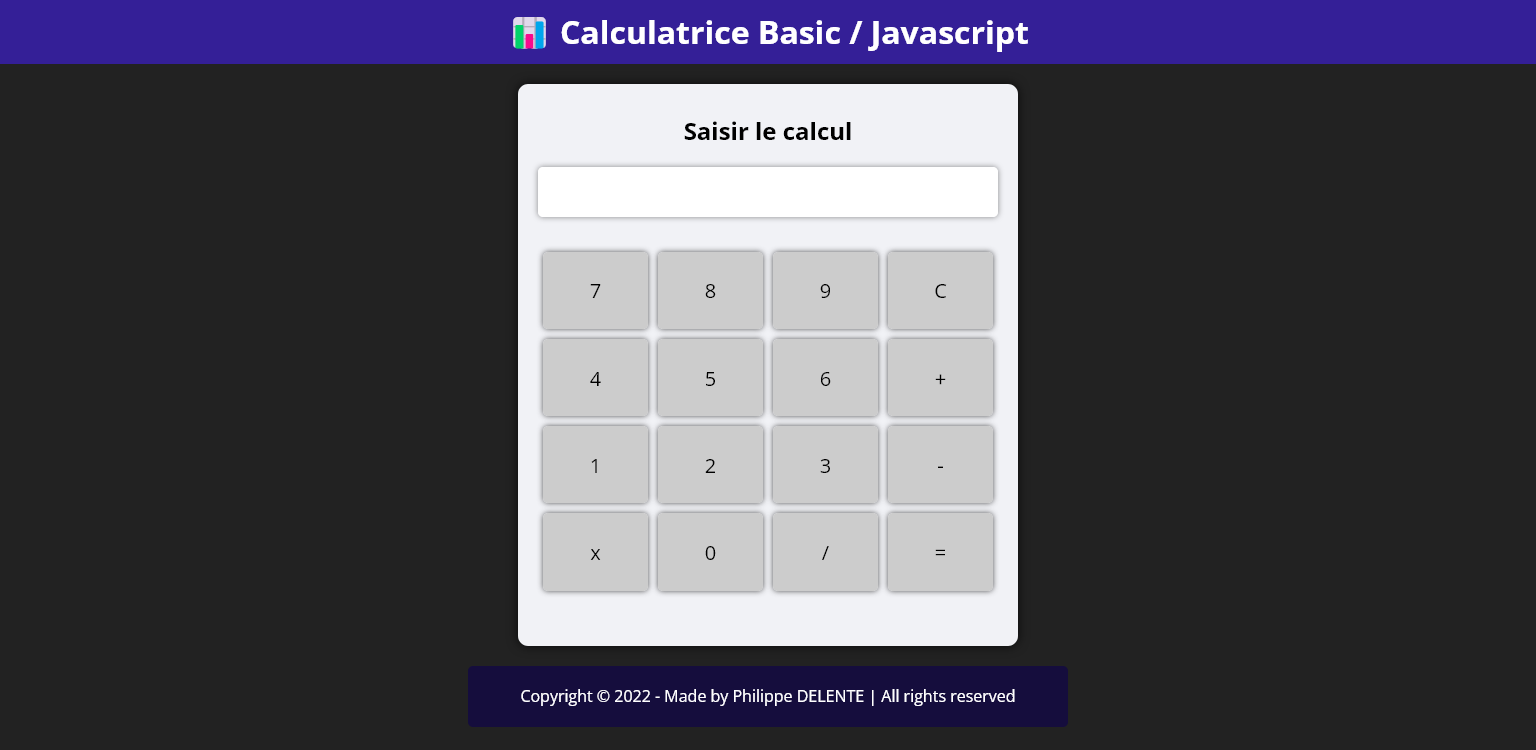 Calculatrice Basic / Javascript
Saisir le calcul
7 8 9 C
4 5 6 +
1 2 3 -
x 0 / =
Copyright © 2022 - Made by Philippe DELENTE | All rights reserved